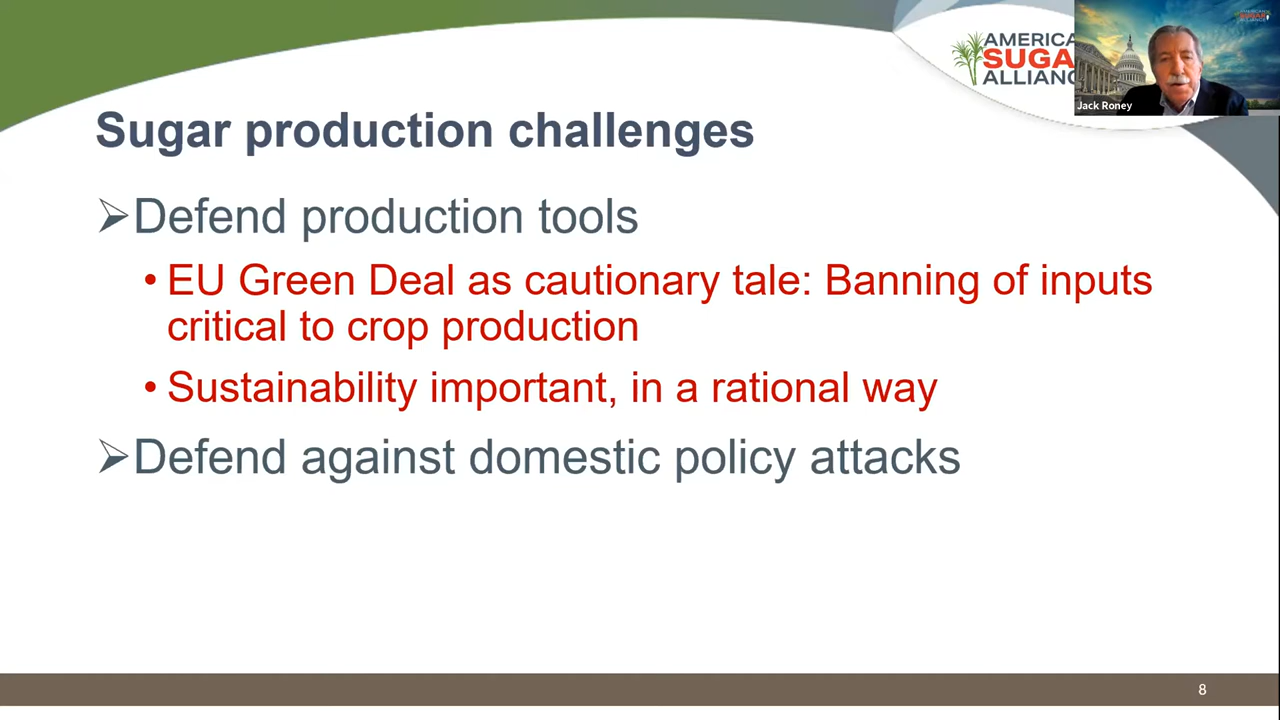 AMERICA
SUGA
ALLIANC
Jack Roney
Sugar production challenges
➢Defend production tools
• EU Green Deal as cautionary tale: Banning of inputs
critical to crop production
• Sustainability important, in a rational way
➢Defend against domestic policy attacks
8